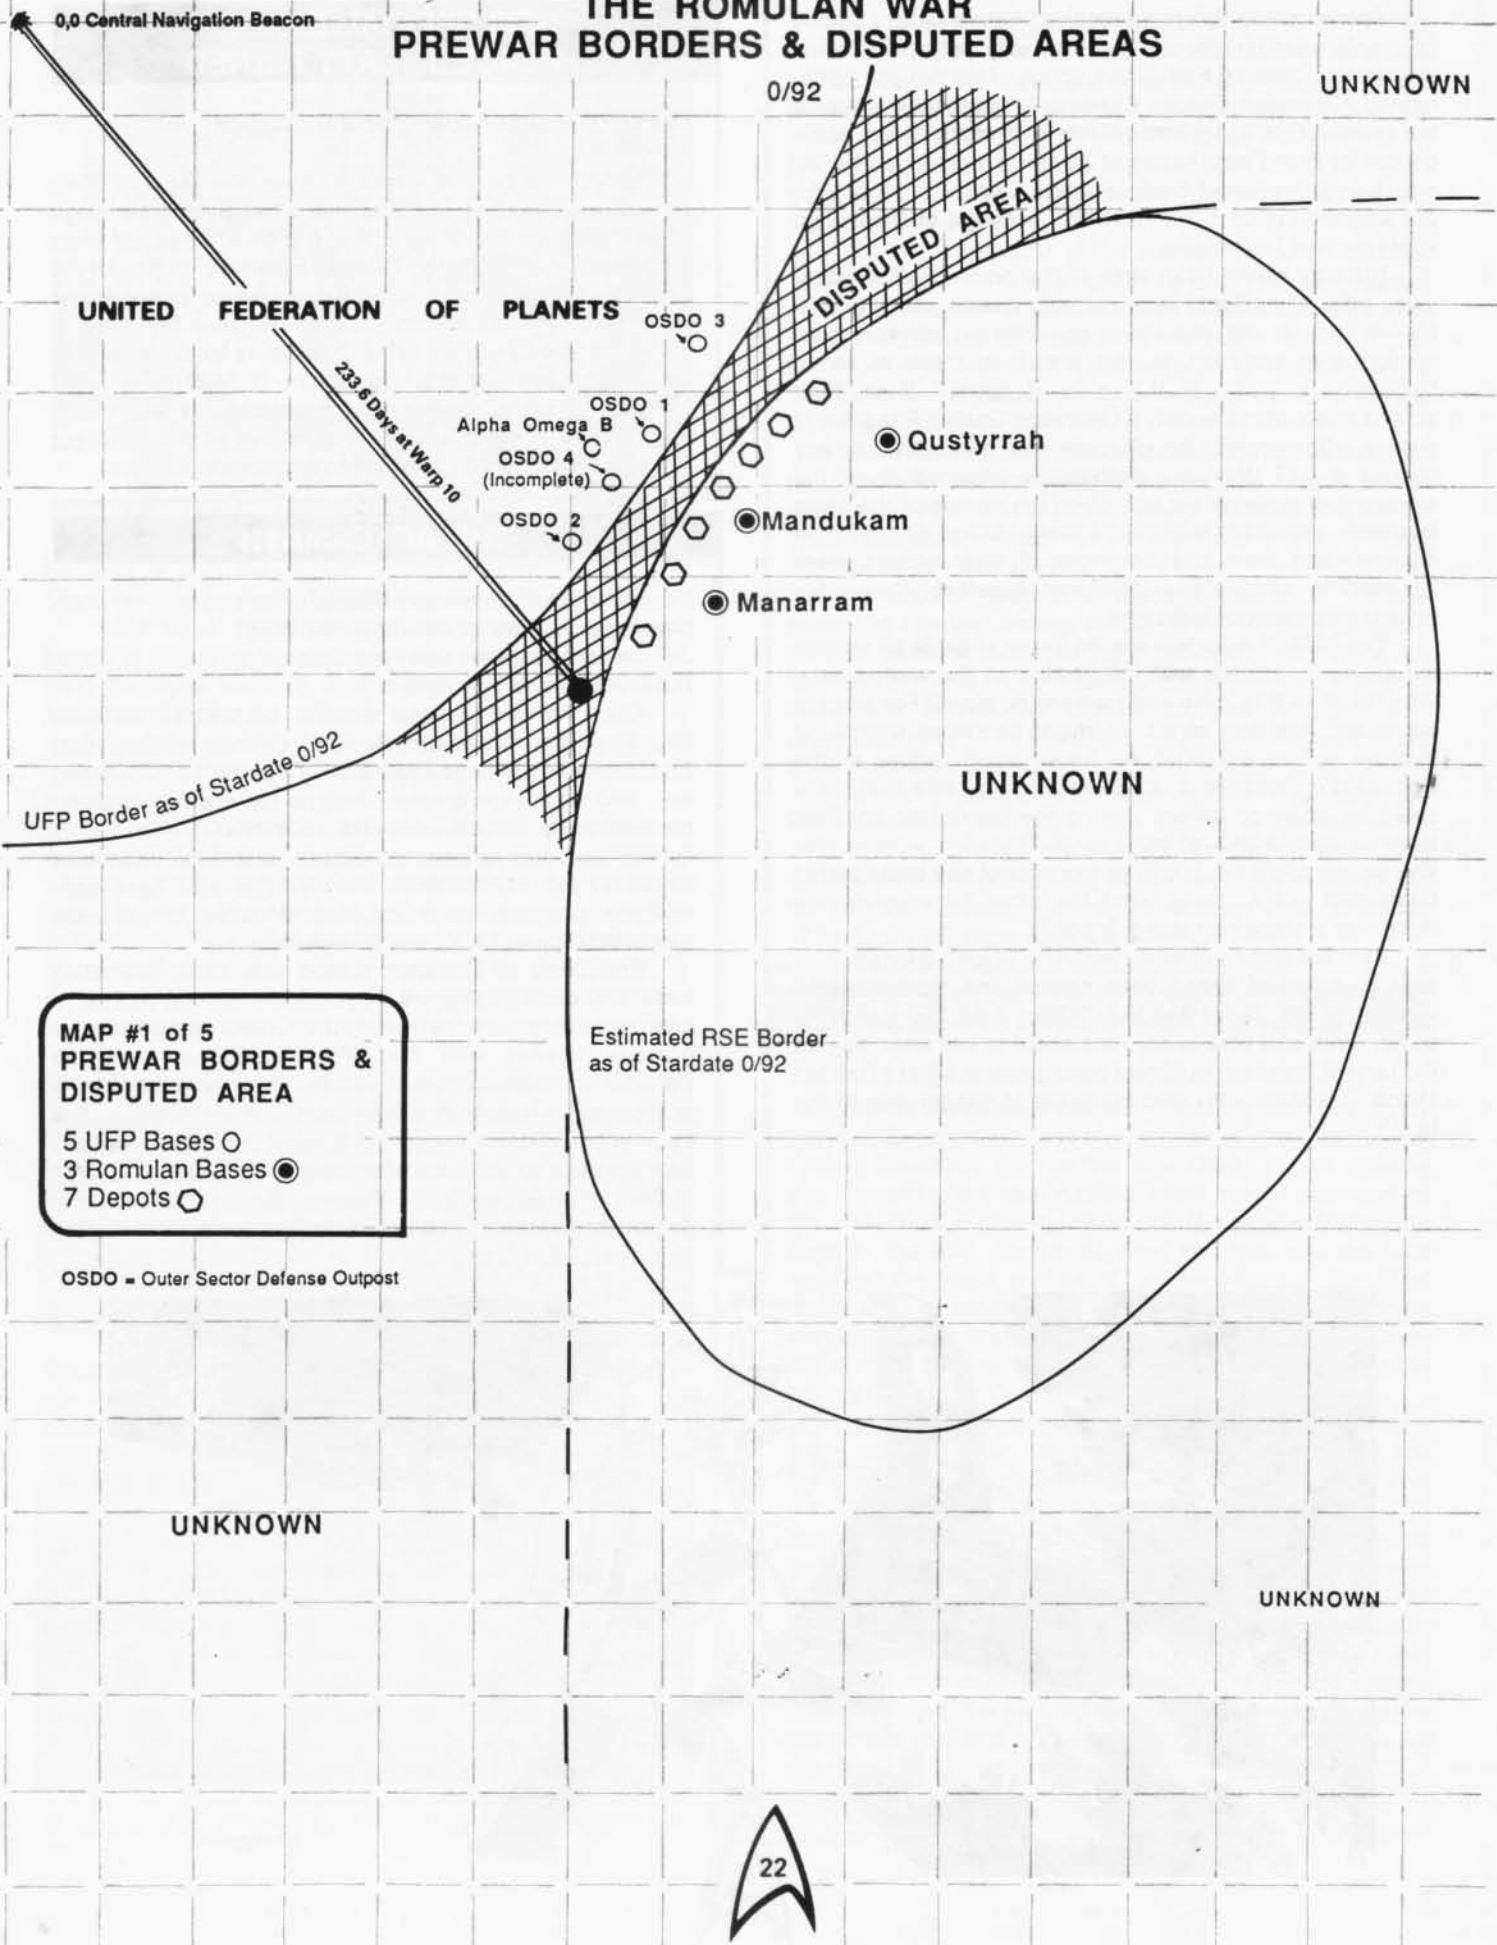 THE ROMULAN WAR
PREWAR BORDERS & DISPUTED AREAS
0,0 Central Navigation Beacon
0/92
UNKNOWN
DISPUTED AREA
UNITED FEDERATION OF PLANETS
OSDO 3
233.6 Days at Warp 10
OSDO 1
Alpha Omega B
OSDO 4
(Incomplete)
OSDO 2
Qustyrrah
Mandukam
Manarram
UFP Border as of Stardate 0/92
UNKNOWN
MAP #1 of 5
PREWAR BORDERS &
DISPUTED AREA
5 UFP Bases
3 Romulan Bases
7 Depots
Estimated RSE Border
as of Stardate 0/92
OSDO = Outer Sector Defense Outpost
UNKNOWN
UNKNOWN
22